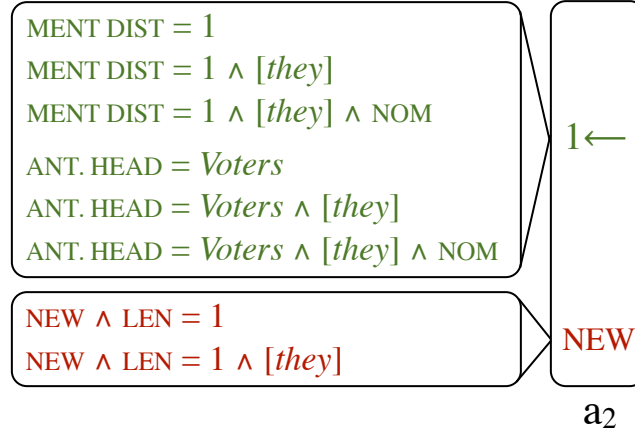 MENT DIST = 1
MENT DIST = 1 ∧ [they]
MENT DIST = 1 ∧ [they] ∧ NOM
ANT. HEAD = Voters
ANT. HEAD = Voters ∧ [they]
ANT. HEAD = Voters ∧ [they] ∧ NOM
1←
NEW ∧ LEN = 1
NEW ∧ LEN = 1 ∧ [they]
NEW
a₂